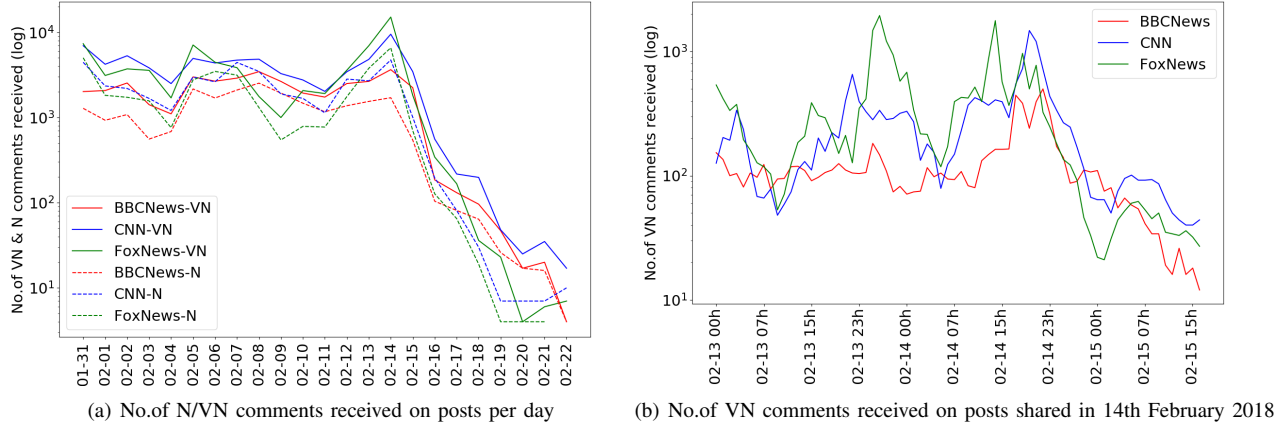 No.of VN & N comments received (log)
10^4
10^3
10^2
10^1
BBCNews-VN
CNN-VN
FoxNews-VN
BBCNews-N
CNN-N
FoxNews-N
01-31
02-01
02-02
02-03
02-04
02-05
02-06
02-07
02-08
02-09
02-10
02-11
02-12
02-13
02-14
02-15
02-16
02-17
02-18
02-19
02-20
02-21
02-22
(a) No.of N/VN comments received on posts per day
No.of VN comments received (log)
10^3
10^2
10^1
BBCNews
CNN
FoxNews
02-13 00h
02-13 07h
02-13 15h
02-13 23h
02-14 00h
02-14 07h
02-14 15h
02-14 23h
02-15 00h
02-15 07h
02-15 15h
(b) No.of VN comments received on posts shared in 14th February 2018